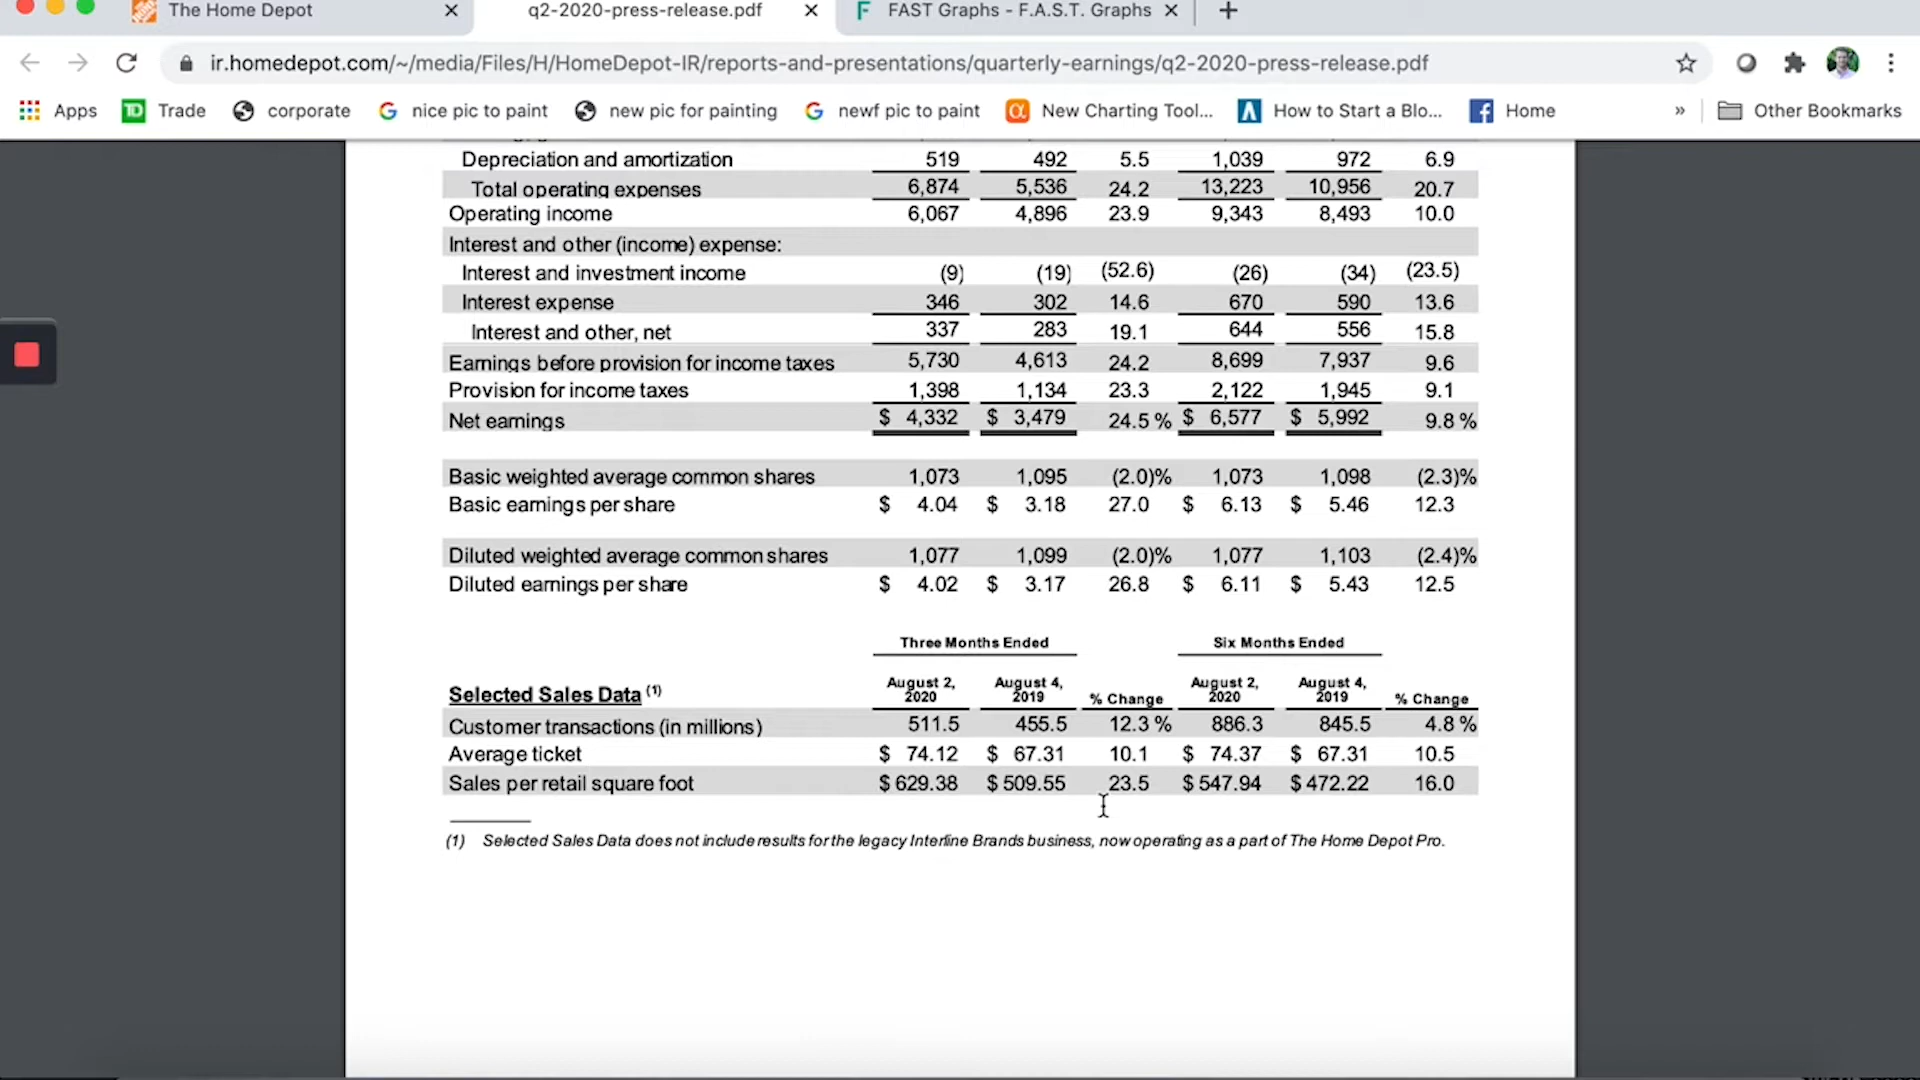 The Home Depot
q2-2020-press-release.pdf
FAST Graphs - F.A.S.T. Graphs
ir.homedepot.com/~/media/Files/H/HomeDepot-IR/reports-and-presentations/quarterly-earnings/q2-2020-press-release.pdf
Apps TD Trade corporate nice pic to paint new pic for painting newf pic to paint New Charting Tool... How to Start a Blo... Home » Other Bookmarks
Depreciation and amortization 519 492 5.5 1,039 972 6.9
Total operating expenses 6,874 5,536 24.2 13,223 10,956 20.7
Operating income 6,067 4,896 23.9 9,343 8,493 10.0
Interest and other (income) expense:
Interest and investment income (9) (19) (52.6) (26) (34) (23.5)
Interest expense 346 302 14.6 670 590 13.6
Interest and other, net 337 283 19.1 644 556 15.8
Earnings before provision for income taxes 5,730 4,613 24.2 8,699 7,937 9.6
Provision for income taxes 1,398 1,134 23.3 2,122 1,945 9.1
Net earnings $ 4,332 $ 3,479 24.5 % $ 6,577 $ 5,992 9.8 %
Basic weighted average common shares 1,073 1,095 (2.0)% 1,073 1,098 (2.3)%
Basic earnings per share $ 4.04 $ 3.18 27.0 $ 6.13 $ 5.46 12.3
Diluted weighted average common shares 1,077 1,099 (2.0)% 1,077 1,103 (2.4)%
Diluted earnings per share $ 4.02 $ 3.17 26.8 $ 6.11 $ 5.43 12.5
Three Months Ended Six Months Ended
Selected Sales Data (1) August 2, 2020 August 4, 2019 % Change August 2, 2020 August 4, 2019 % Change
Customer transactions (in millions) 511.5 455.5 12.3 % 886.3 845.5 4.8 %
Average ticket $ 74.12 $ 67.31 10.1 $ 74.37 $ 67.31 10.5
Sales per retail square foot $ 629.38 $ 509.55 23.5 $ 547.94 $ 472.22 16.0
(1) Selected Sales Data does not include results for the legacy Interline Brands business, now operating as a part of The Home Depot Pro.